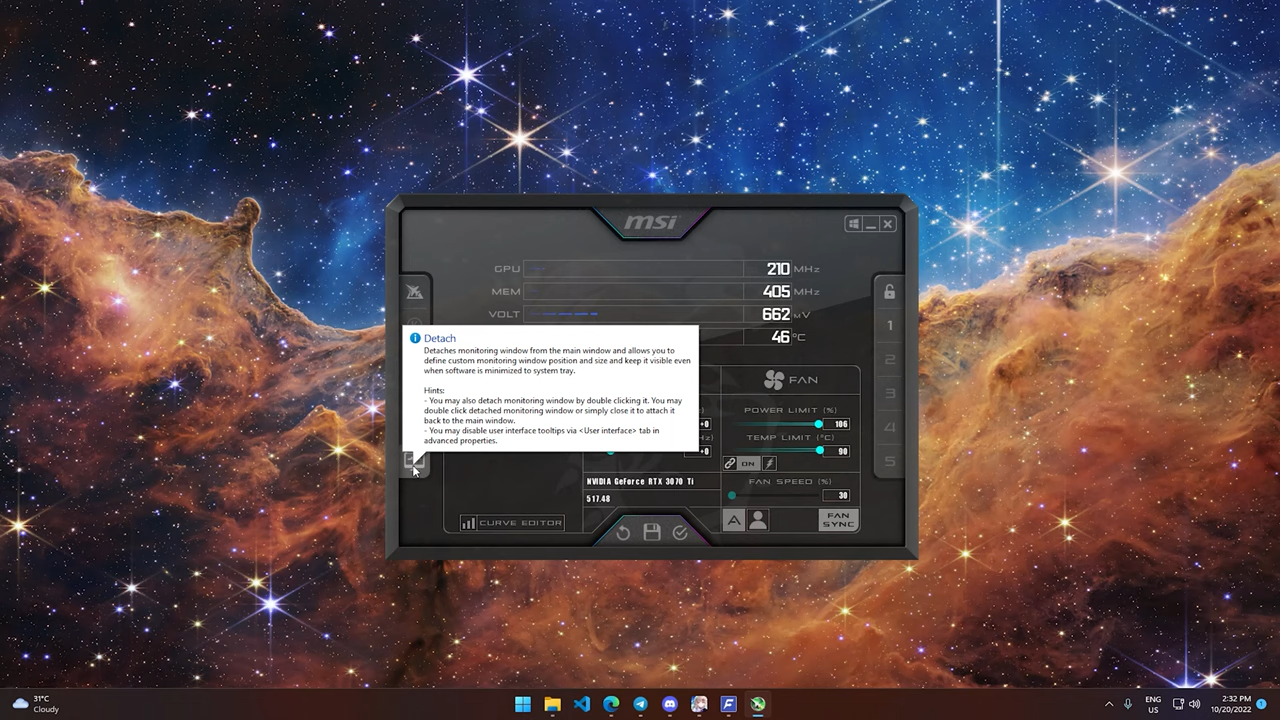 msi
GPU 210 MHz
MEM 405 MHz
VOLT 662 mV
46 °C
1
2
3
4
5
Detach
Detaches monitoring window from the main window and allows you to
define custom monitoring window position and size and keep it visible even
when software is minimized to system tray.
Hints:
- You may also detach monitoring window by double clicking it. You may
double click detached monitoring window or simply close it to attach it
back to the main window.
- You may disable user interface tooltips via <User interface> tab in
advanced properties.
+0
+0
FAN
POWER LIMIT (%)
106
TEMP LIMIT (°C)
90
ON
FAN SPEED (%)
30
A
FAN
SYNC
NVIDIA GeForce RTX 3070 Ti
517.48
CURVE EDITOR
31°C
Cloudy
ENG
US
2:32 PM
10/20/2022
1